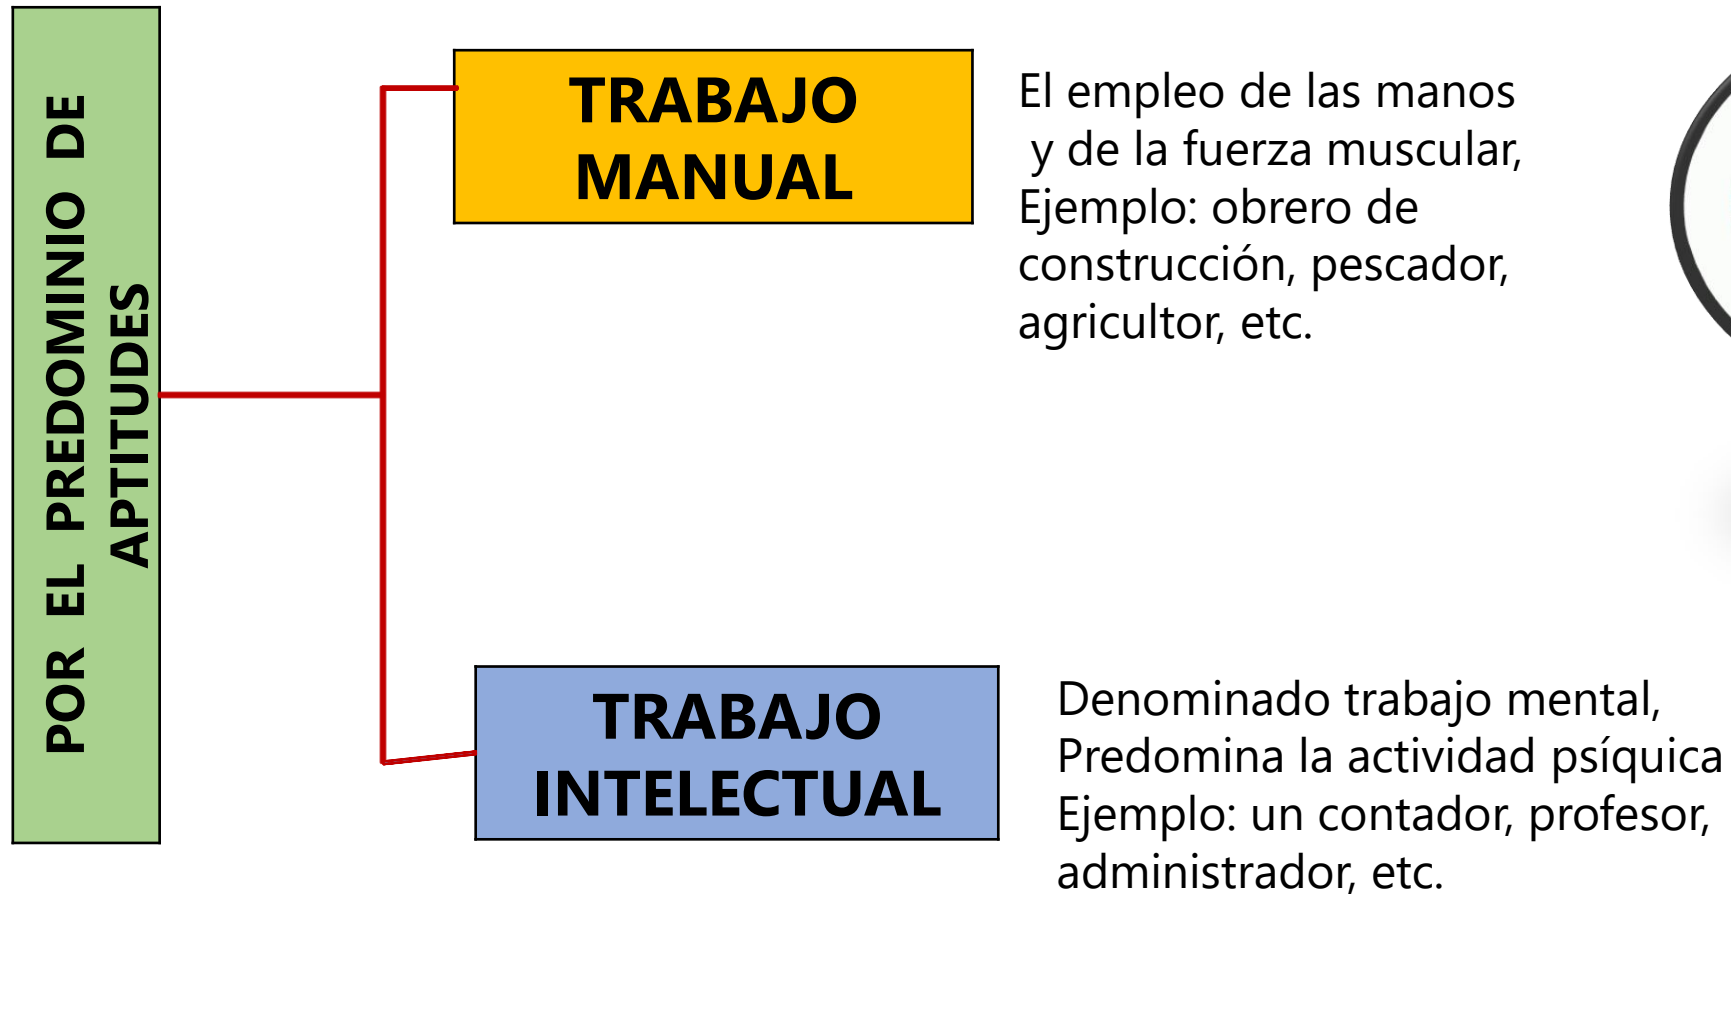 POR EL PREDOMINIO DE
APTITUDES
TRABAJO
MANUAL
El empleo de las manos
y de la fuerza muscular,
Ejemplo: obrero de
construcción, pescador,
agricultor, etc.
TRABAJO
INTELECTUAL
Denominado trabajo mental,
Predomina la actividad psíquica
Ejemplo: un contador, profesor,
administrador, etc.